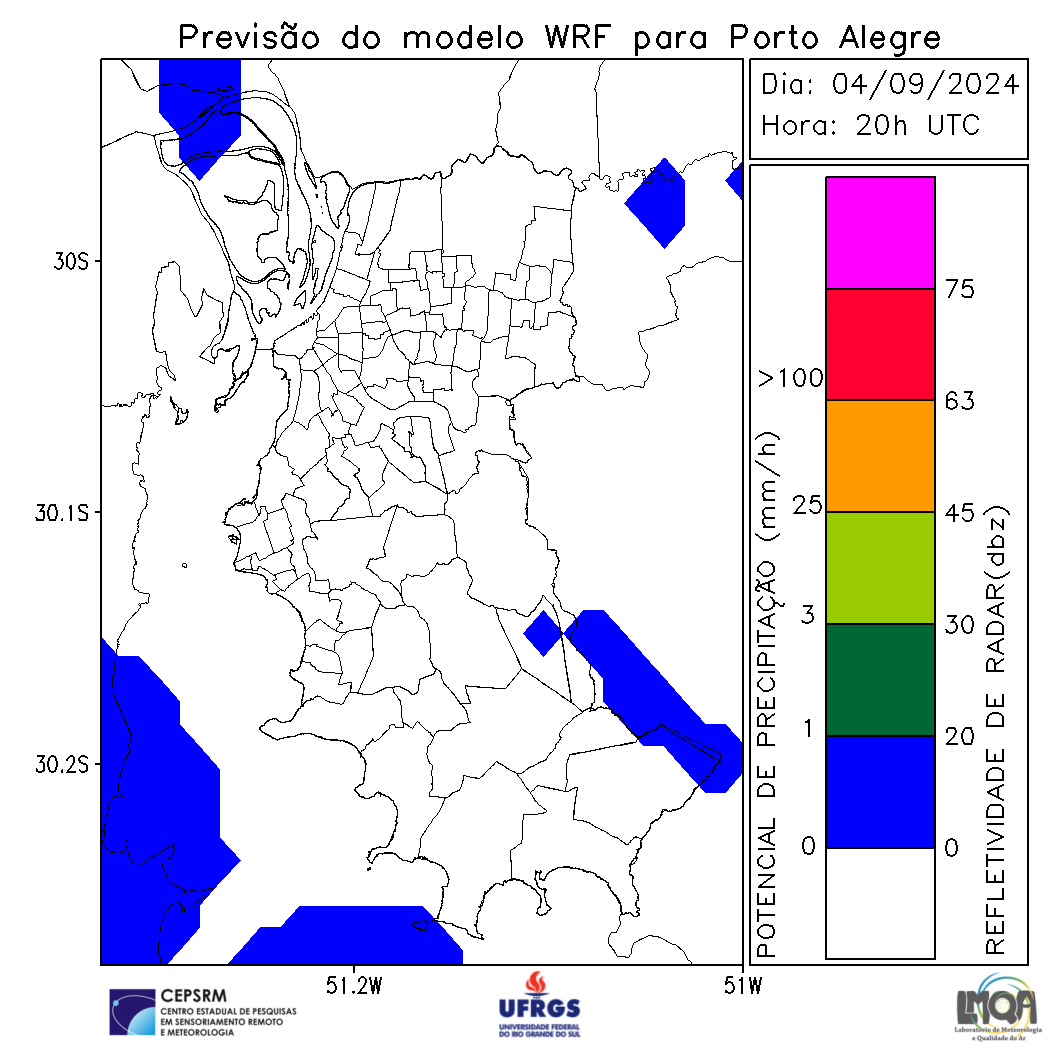 Previsão do modelo WRF para Porto Alegre
Dia: 04/09/2024
Hora: 20h UTC
30S
30.1S
30.2S
51.2W
51W
POTENCIAL DE PRECIPITAÇÃO (mm/h)
>100
25
3
1
0
75
63
45
30
20
0
REFLETIVIDADE DE RADAR(dbz)
CEPSRM
CENTRO ESTADUAL DE PESQUISAS
EM SENSORIAMENTO REMOTO
E METEOROLOGIA
UFRGS
UNIVERSIDADE FEDERAL
DO RIO GRANDE DO SUL
LMQA
Laboratório de Meteorologia
e Qualidade do Ar